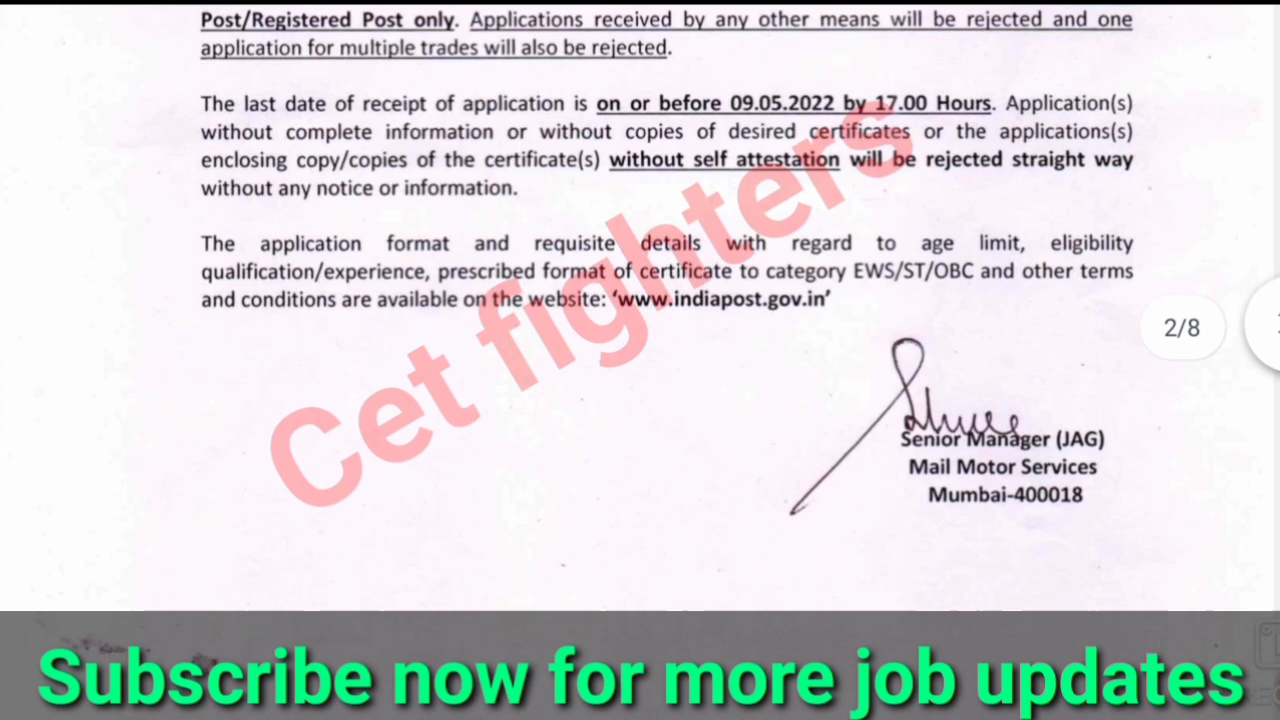 Post/Registered Post only. Applications received by any other means will be rejected and one
application for multiple trades will also be rejected.
The last date of receipt of application is on or before 09.05.2022 by 17.00 Hours. Application(s)
without complete information or without copies of desired certificates or the applications(s)
enclosing copy/copies of the certificate(s) without self attestation will be rejected straight way
without any notice or information.
The application format and requisite details with regard to age limit, eligibility
qualification/experience, prescribed format of certificate to category EWS/ST/OBC and other terms
and conditions are available on the website: ‘www.indiapost.gov.in’
Cet fighters
2/8
Senior Manager (JAG)
Mail Motor Services
Mumbai-400018
Subscribe now for more job updates